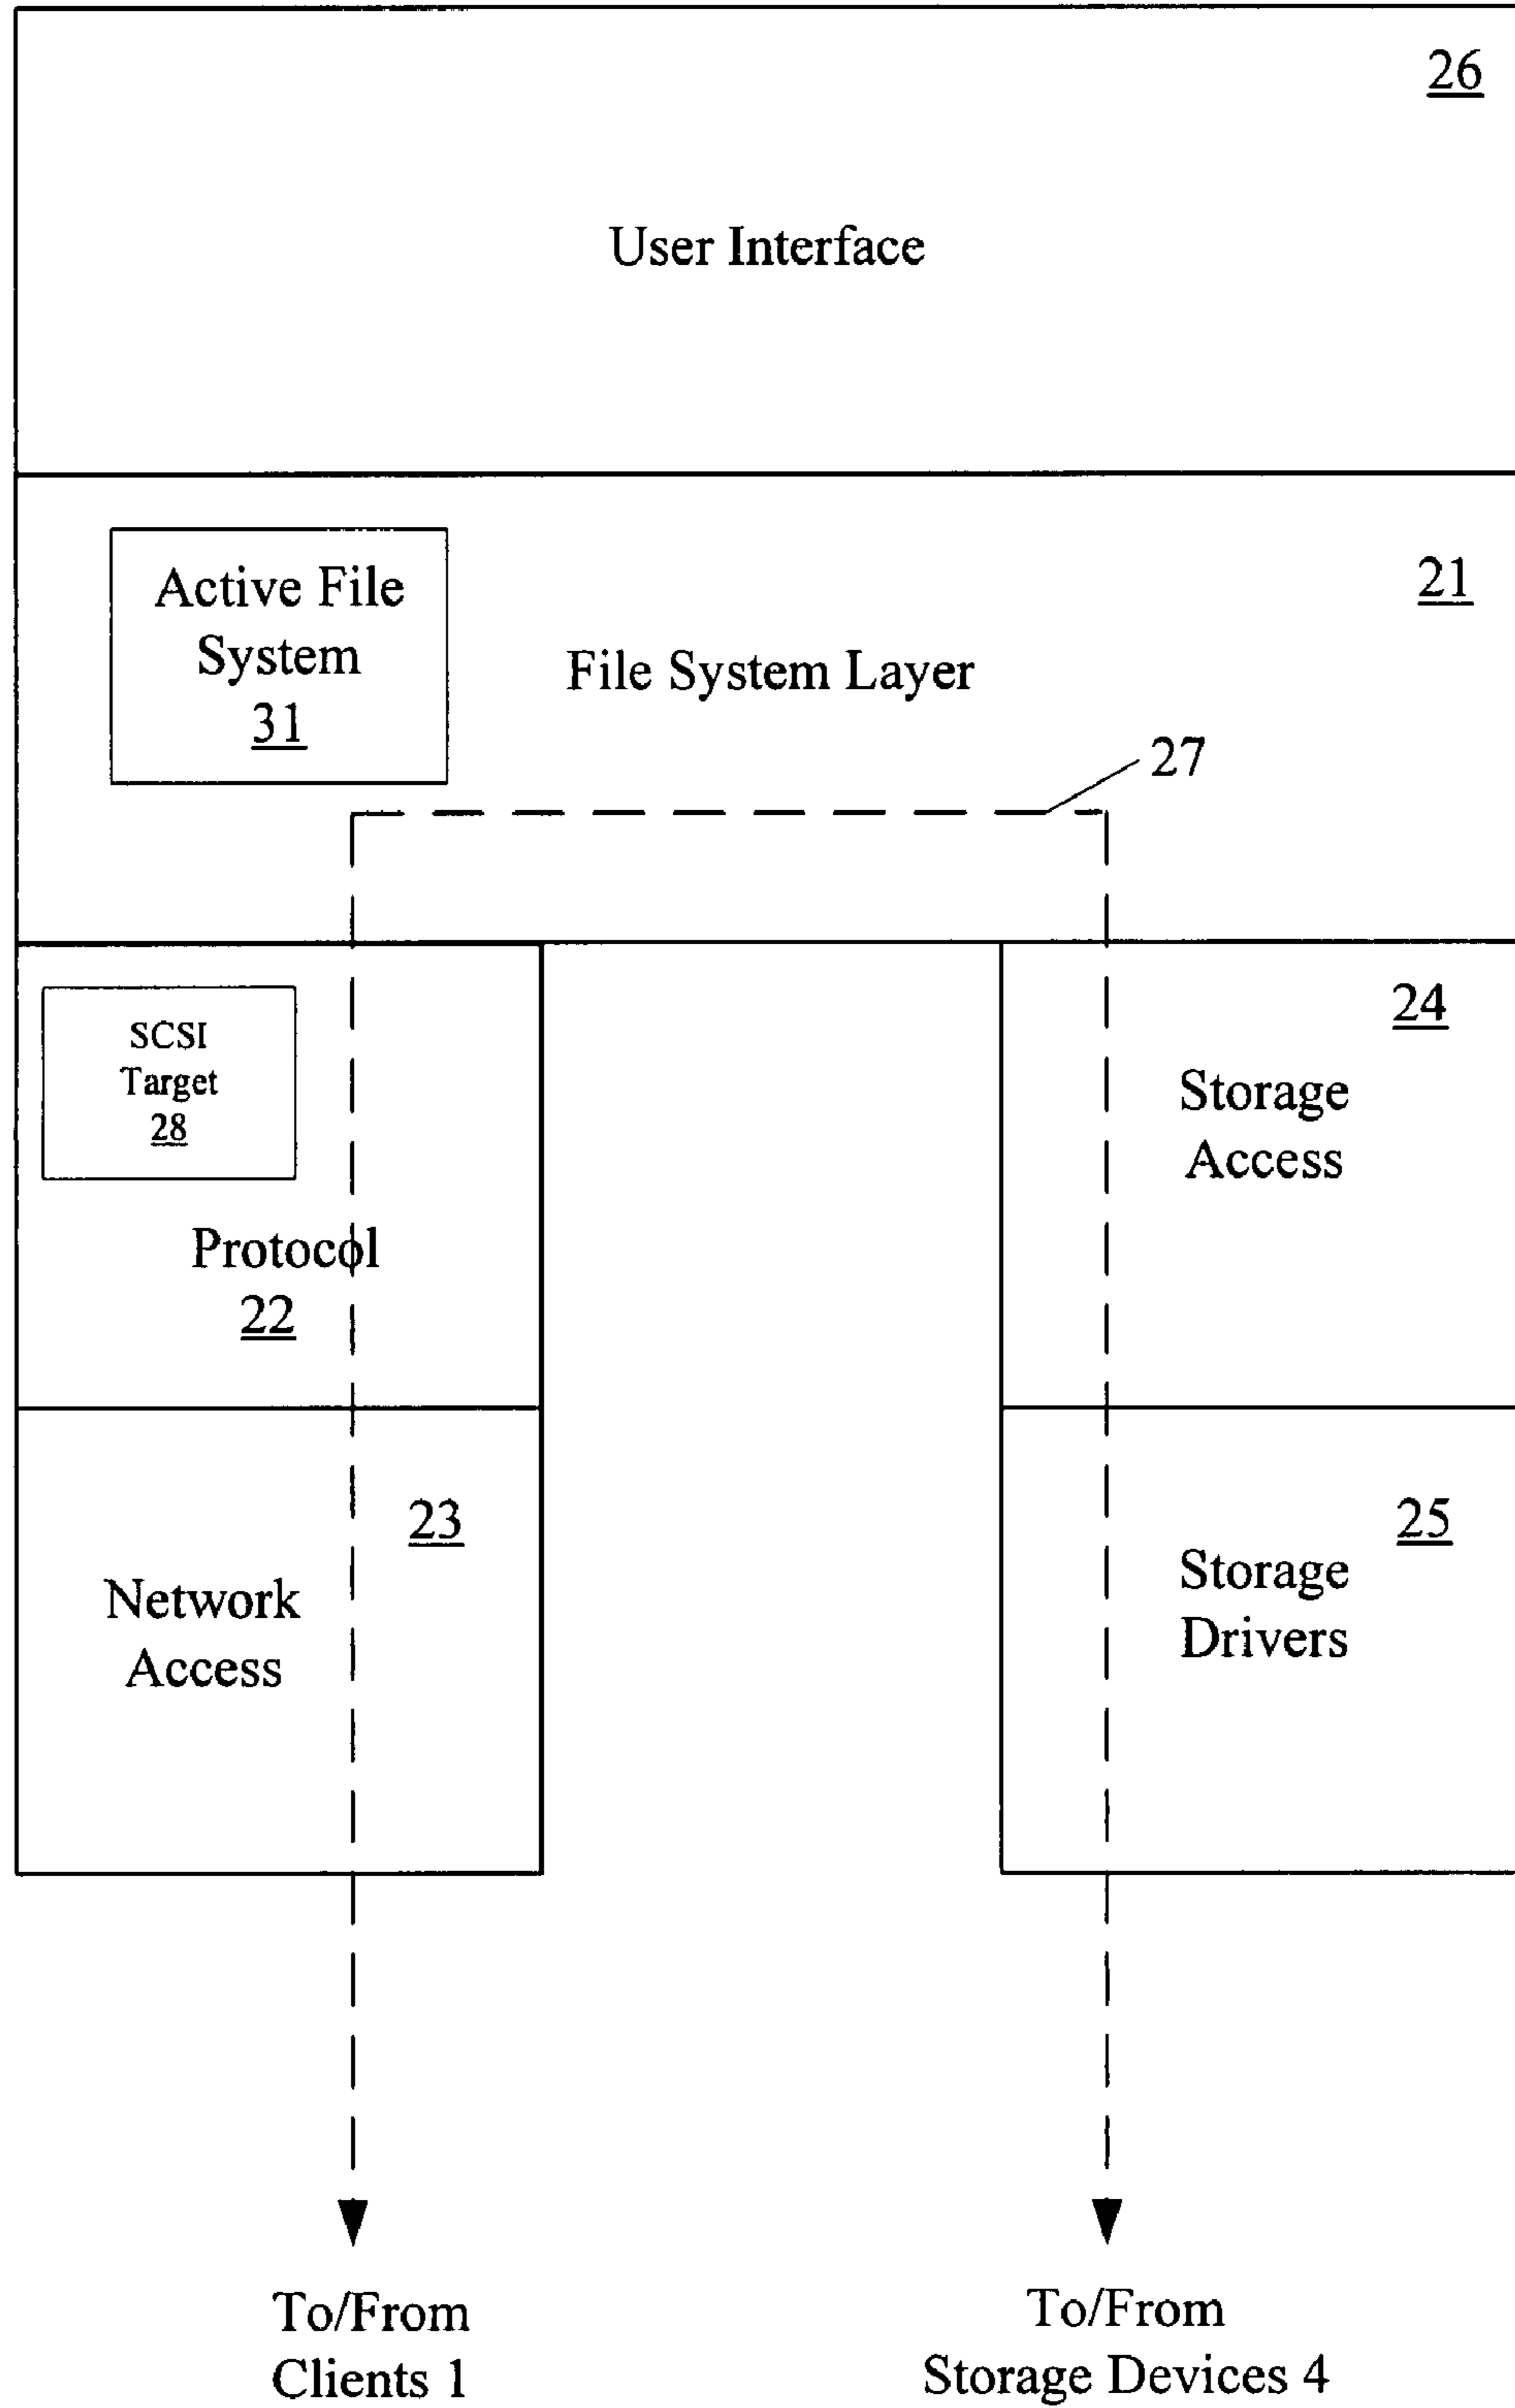 26
User Interface
Active File
System
31
21
File System Layer
27
SCSI
Target
28
Protocol
22
24
Storage
Access
23
Network
Access
25
Storage
Drivers
To/From
Clients 1
To/From
Storage Devices 4